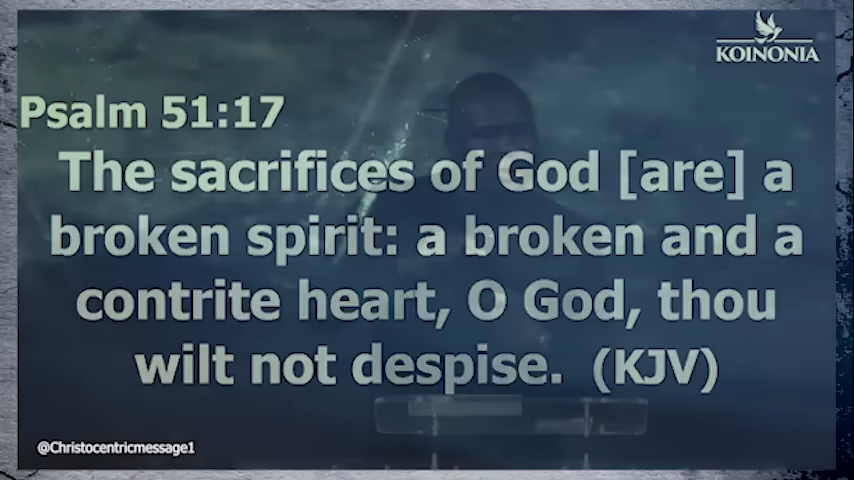 KOINONIA
Psalm 51:17
The sacrifices of God [are] a
broken spirit: a broken and a
contrite heart, O God, thou
wilt not despise. (KJV)
@Christocentricmessage1